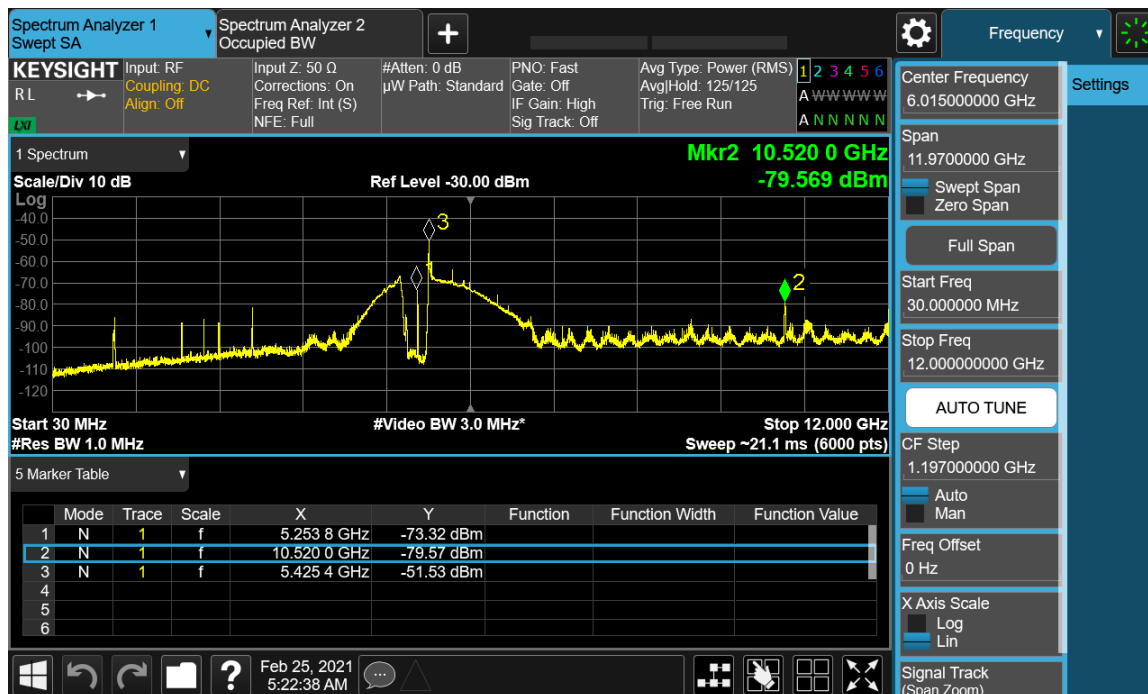 Spectrum Analyzer 1
Swept SA
Spectrum Analyzer 2
Occupied BW
Frequency
KEYSIGHT
RL
LXI
Input: RF
Coupling: DC
Align: Off
Input Z: 50 Ω
Corrections: On
Freq Ref: Int (S)
NFE: Full
#Atten: 0 dB
µW Path: Standard
PNO: Fast
Gate: Off
IF Gain: High
Sig Track: Off
Avg Type: Power (RMS)
Avg|Hold: 125/125
Trig: Free Run
1 2 3 4 5 6
A W W W W W
A N N N N N
1 Spectrum
Scale/Div 10 dB
Ref Level -30.00 dBm
Mkr2 10.520 0 GHz
-79.569 dBm
Log
-40.0
-50.0
-60.0
-70.0
-80.0
-90.0
-100
-110
-120
3
2
Start 30 MHz
#Video BW 3.0 MHz*
Stop 12.000 GHz
#Res BW 1.0 MHz
Sweep ~21.1 ms (6000 pts)
5 Marker Table
Mode Trace Scale X Y Function Function Width Function Value
1 N 1 f 5.253 8 GHz -73.32 dBm
2 N 1 f 10.520 0 GHz -79.57 dBm
3 N 1 f 5.425 4 GHz -51.53 dBm
4
5
6
Feb 25, 2021
5:22:38 AM
Center Frequency
6.015000000 GHz
Settings
Span
11.9700000 GHz
Swept Span
Zero Span
Full Span
Start Freq
30.000000 MHz
Stop Freq
12.000000000 GHz
AUTO TUNE
CF Step
1.197000000 GHz
Auto
Man
Freq Offset
0 Hz
X Axis Scale
Log
Lin
Signal Track
(Span Zoom)